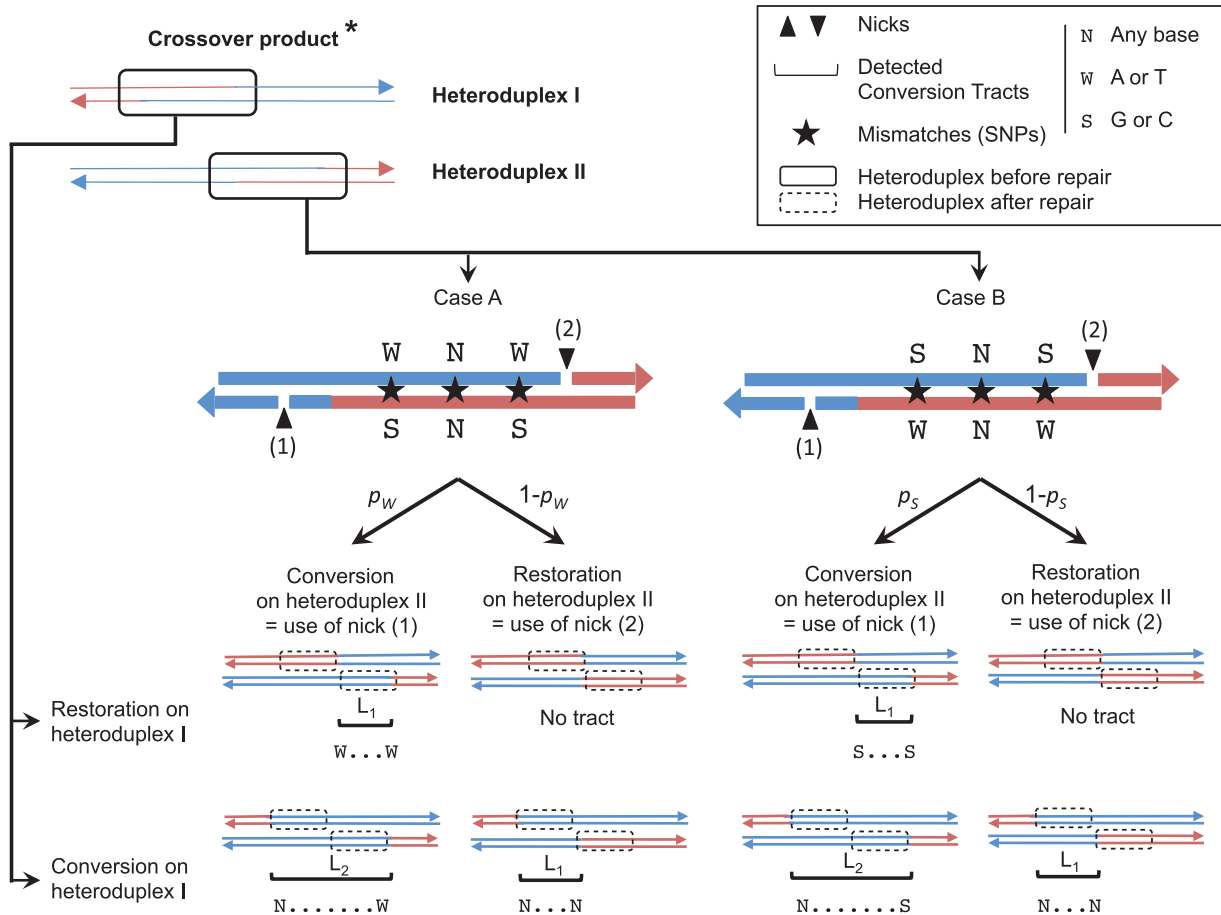 Crossover product *
Heteroduplex I
Heteroduplex II
Nicks
Detected
Conversion Tracts
Mismatches (SNPs)
Heteroduplex before repair
Heteroduplex after repair
N Any base
W A or T
S G or C
Case A
Case B
(2)
W N W
(1)
S N S
(2)
S N S
(1)
W N W
pW
1-pW
pS
1-pS
Conversion
on heteroduplex II
= use of nick (1)
Restoration
on heteroduplex II
= use of nick (2)
Conversion
on heteroduplex II
= use of nick (1)
Restoration
on heteroduplex II
= use of nick (2)
Restoration on
heteroduplex I
L1
W...W
No tract
L1
S...S
No tract
Conversion on
heteroduplex I
L2
N.......W
L1
N...N
L2
N.......S
L1
N...N